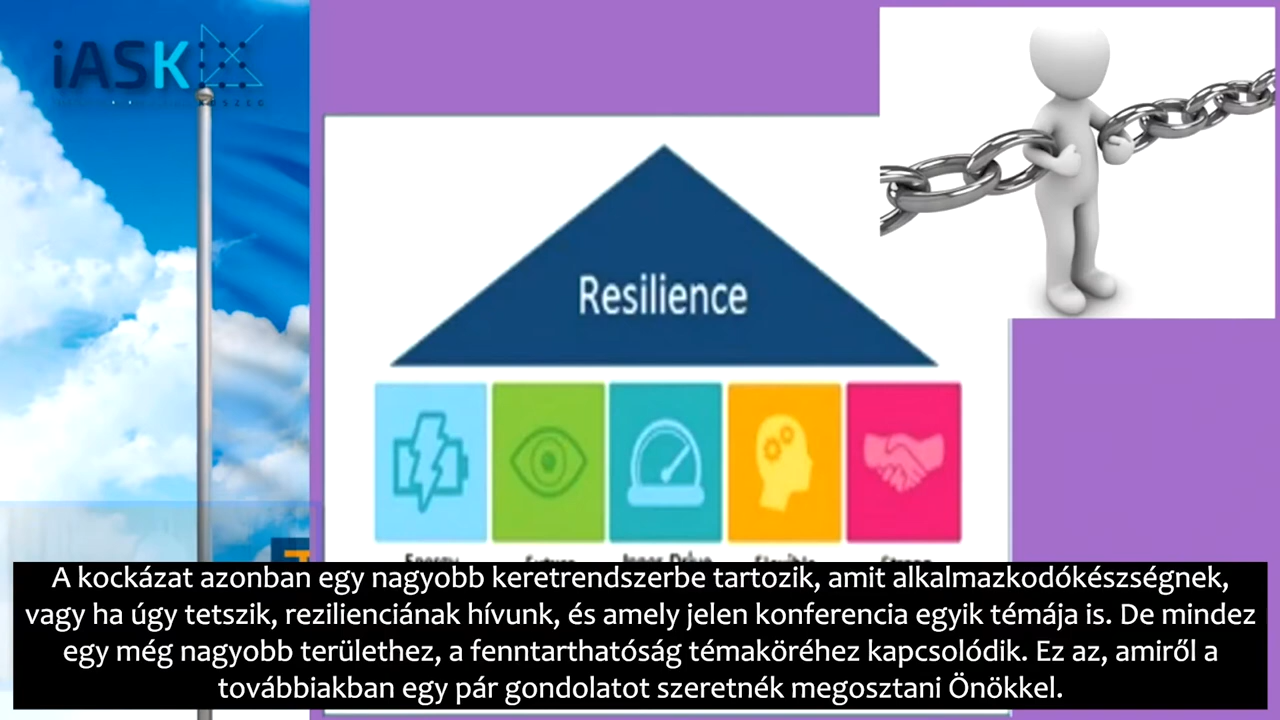 iASK
Resilience
A kockázat azonban egy nagyobb keretrendszerbe tartozik, amit alkalmazkodókészségnek,
vagy ha úgy tetszik, rezilienciának hívunk, és amely jelen konferencia egyik témája is. De mindez
egy még nagyobb területhez, a fenntarthatóság témaköréhez kapcsolódik. Ez az, amiről a
továbbiakban egy pár gondolatot szeretnék megosztani Önökkel.